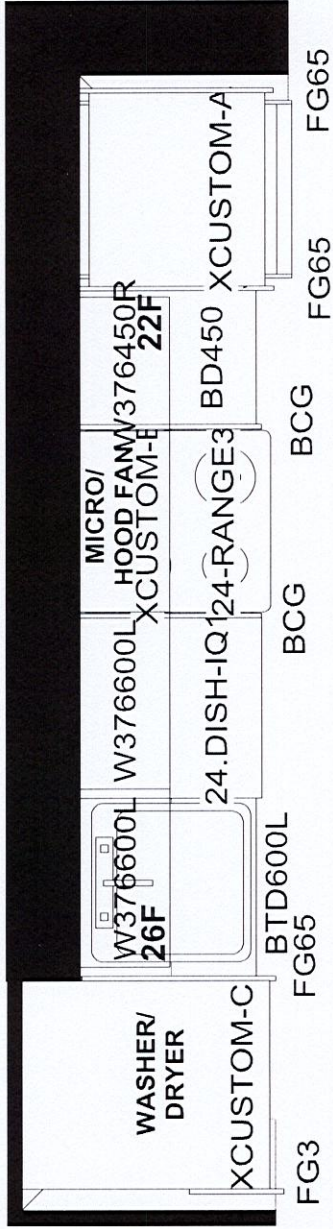 WASHER/
DRYER
XCUSTOM-C
FG3
W376600L
26F
BTD600L
FG65
W376600L
24.DISH-IQ1
BCG
MICRO/
HOOD FAN
XCUSTOM-B
24-RANGE3
BCG
W376450R
22F
BD450
FG65
XCUSTOM-A
FG65